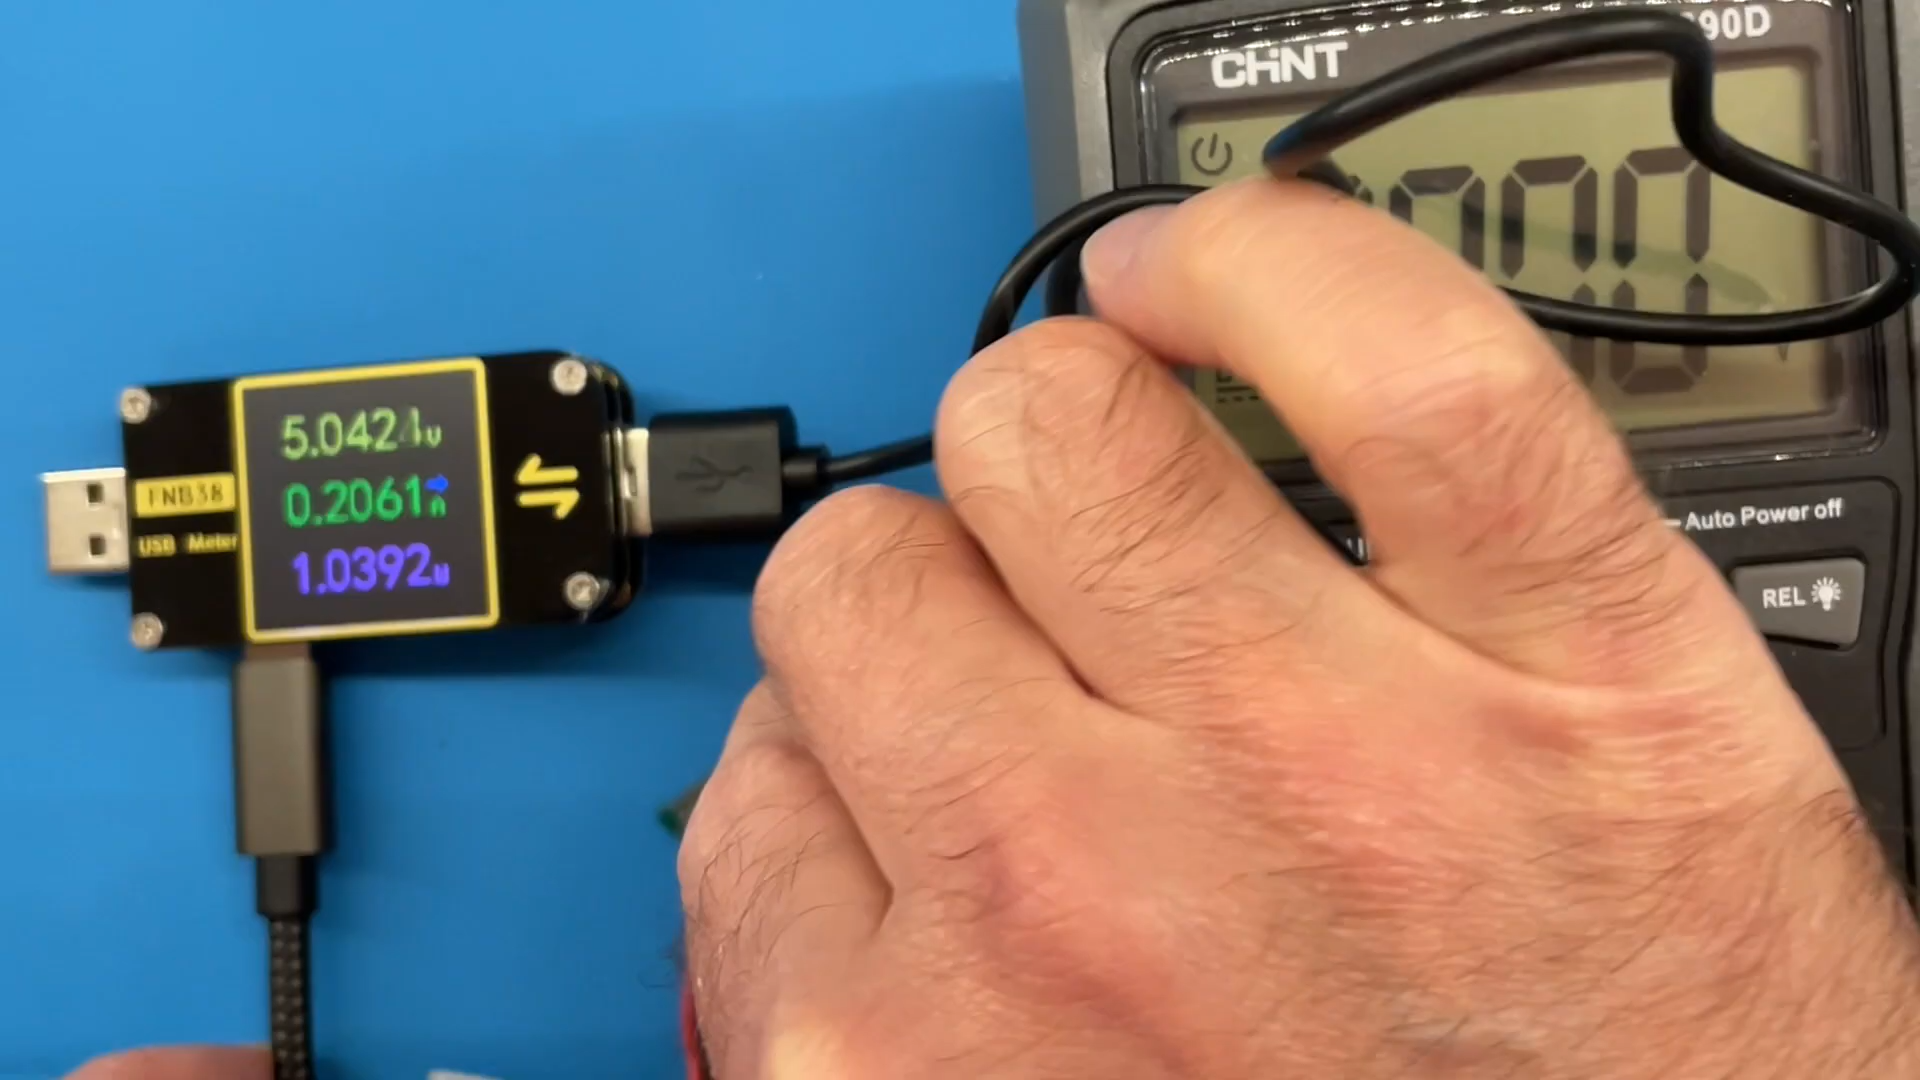 CHNT
90D
5.0424V
0.2061A
1.0392W
FNB38
USB Meter
Auto Power off
REL